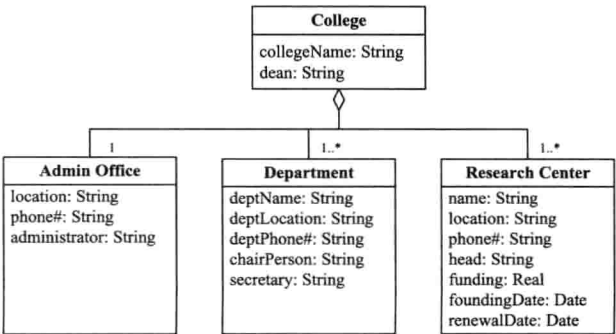 College
collegeName: String
dean: String
1
1..*
1..*
Admin Office
location: String
phone#: String
administrator: String
Department
deptName: String
deptLocation: String
deptPhone#: String
chairPerson: String
secretary: String
Research Center
name: String
location: String
phone#: String
head: String
funding: Real
foundingDate: Date
renewalDate: Date